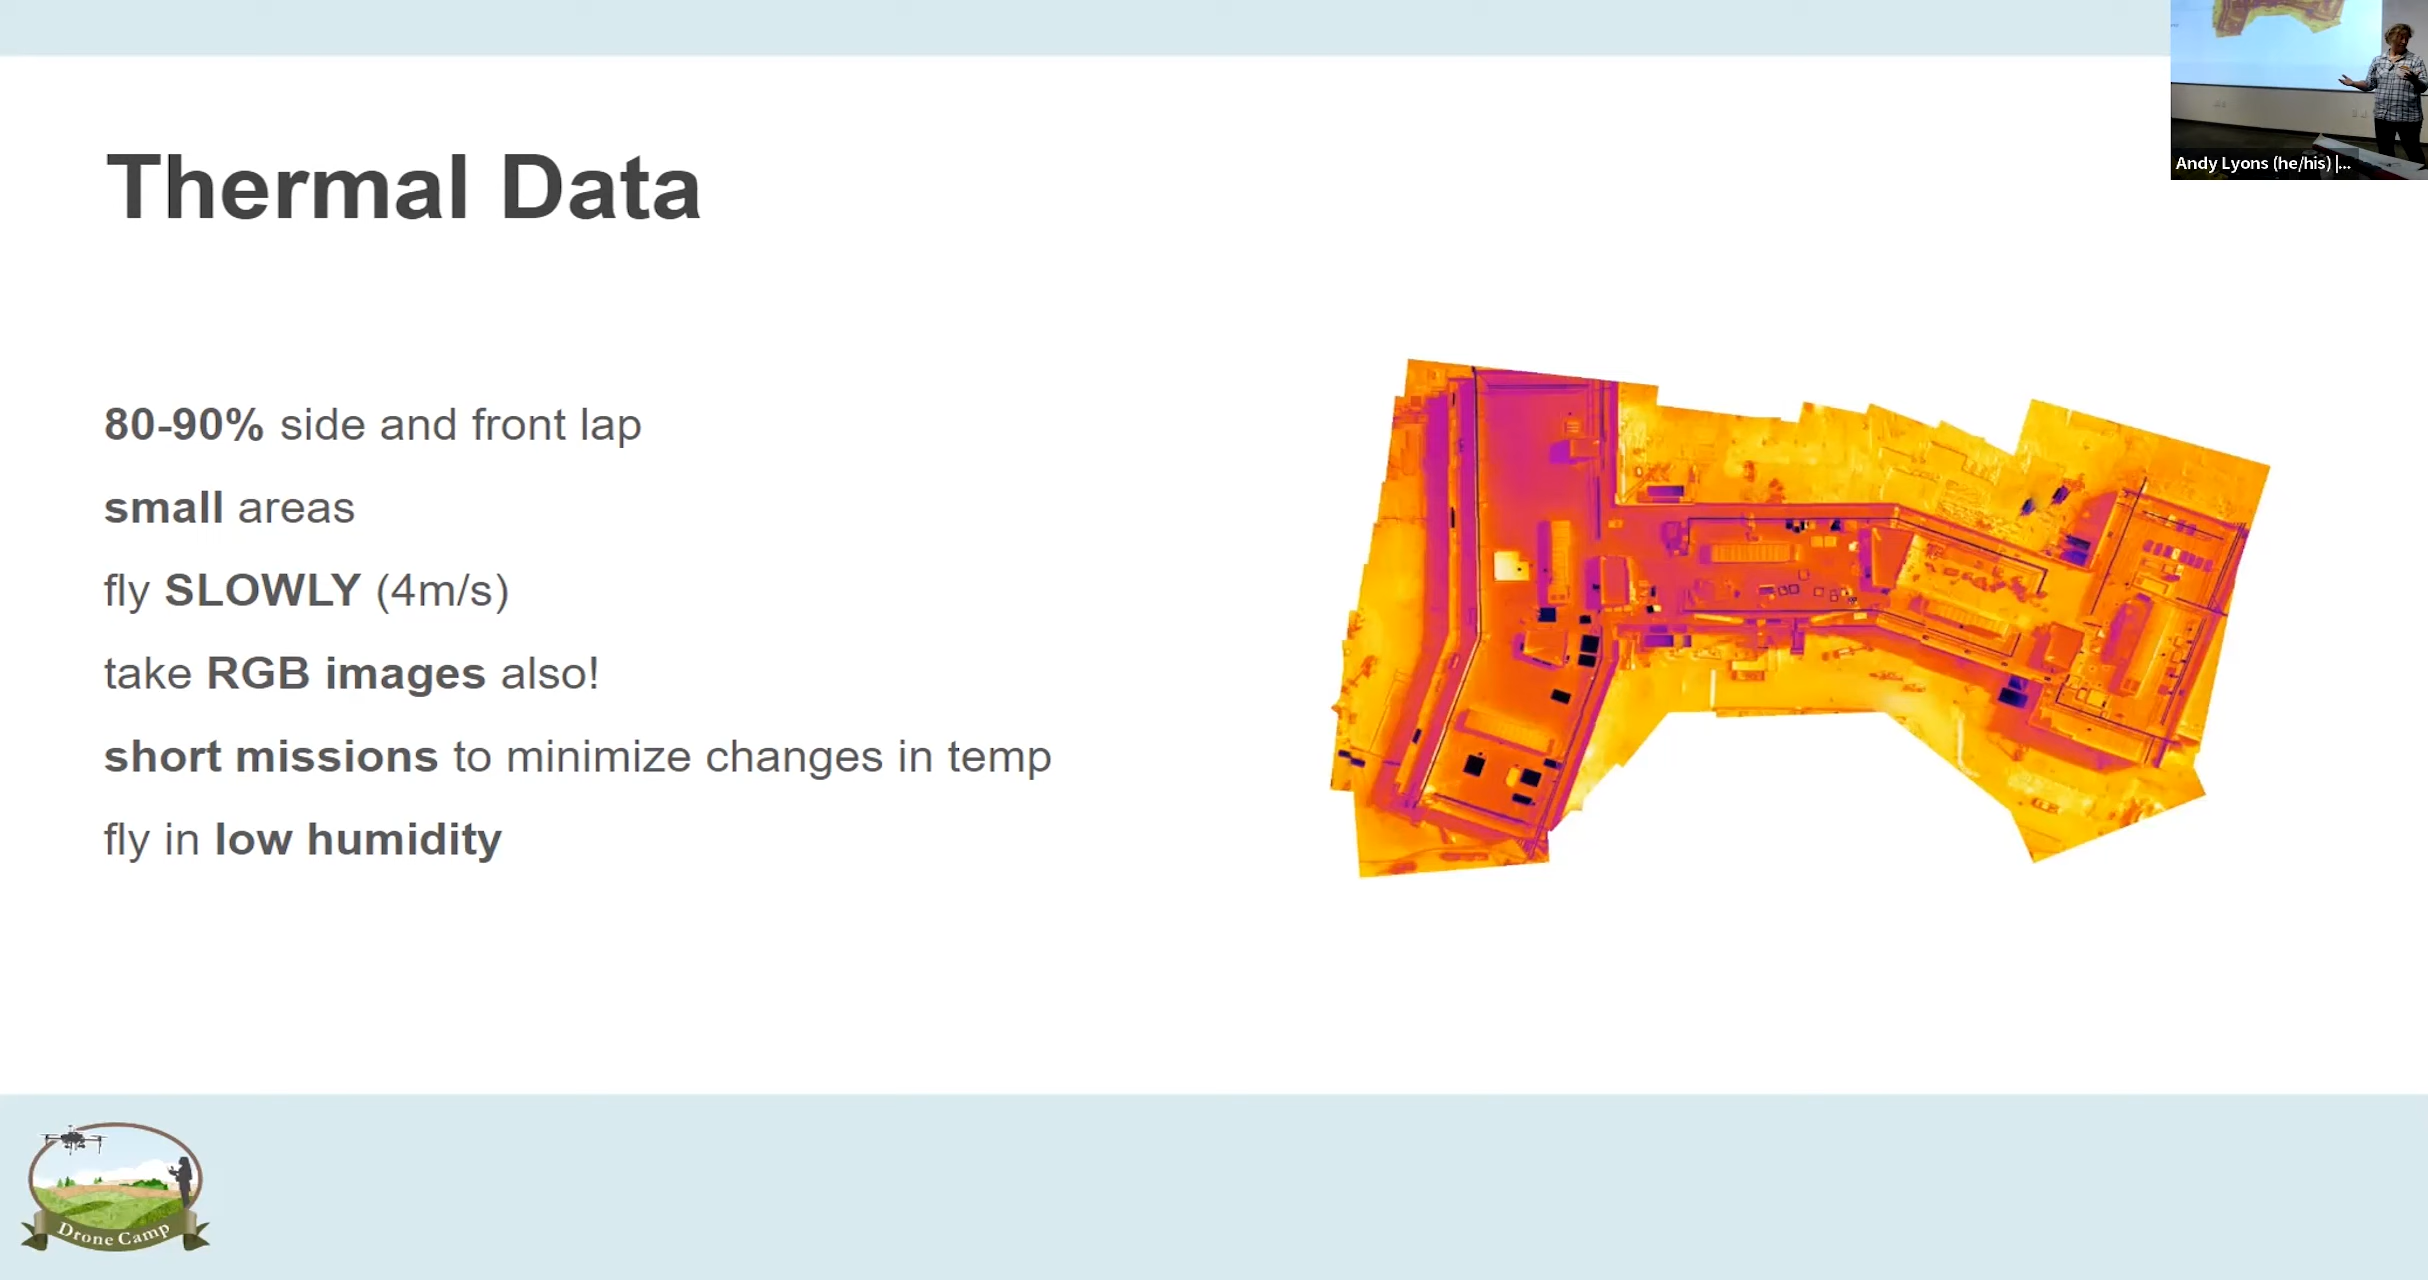 Andy Lyons (he/his) |...
Thermal Data
80-90% side and front lap
small areas
fly SLOWLY (4m/s)
take RGB images also!
short missions to minimize changes in temp
fly in low humidity
Drone Camp